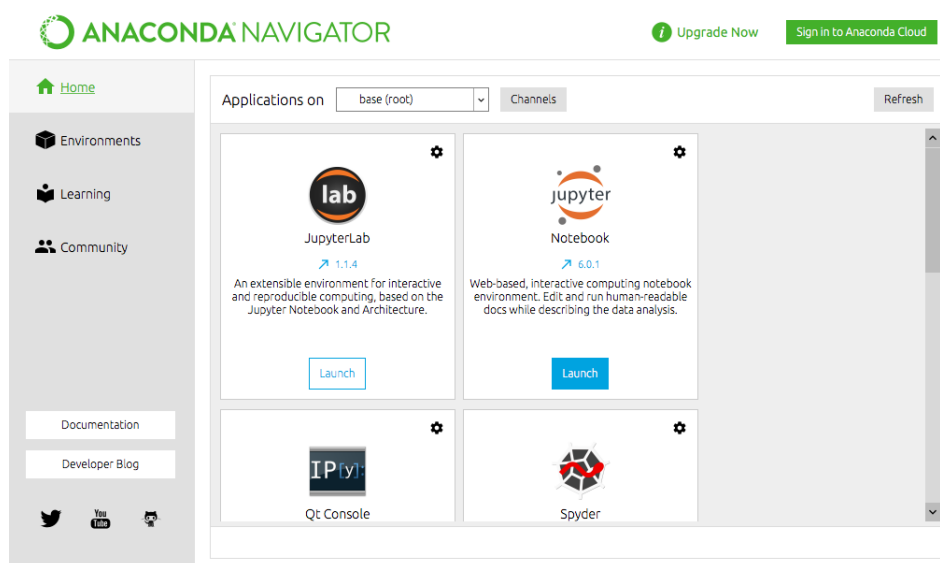 ANACONDA NAVIGATOR
i Upgrade Now
Sign in to Anaconda Cloud
Home
Environments
Learning
Community
Documentation
Developer Blog
You Tube
Applications on base (root) Channels Refresh
lab
JupyterLab
1.1.4
An extensible environment for interactive
and reproducible computing, based on the
Jupyter Notebook and Architecture.
Launch
jupyter
Notebook
6.0.1
Web-based, interactive computing notebook
environment. Edit and run human-readable
docs while describing the data analysis.
Launch
IP[y]:
Qt Console
Spyder